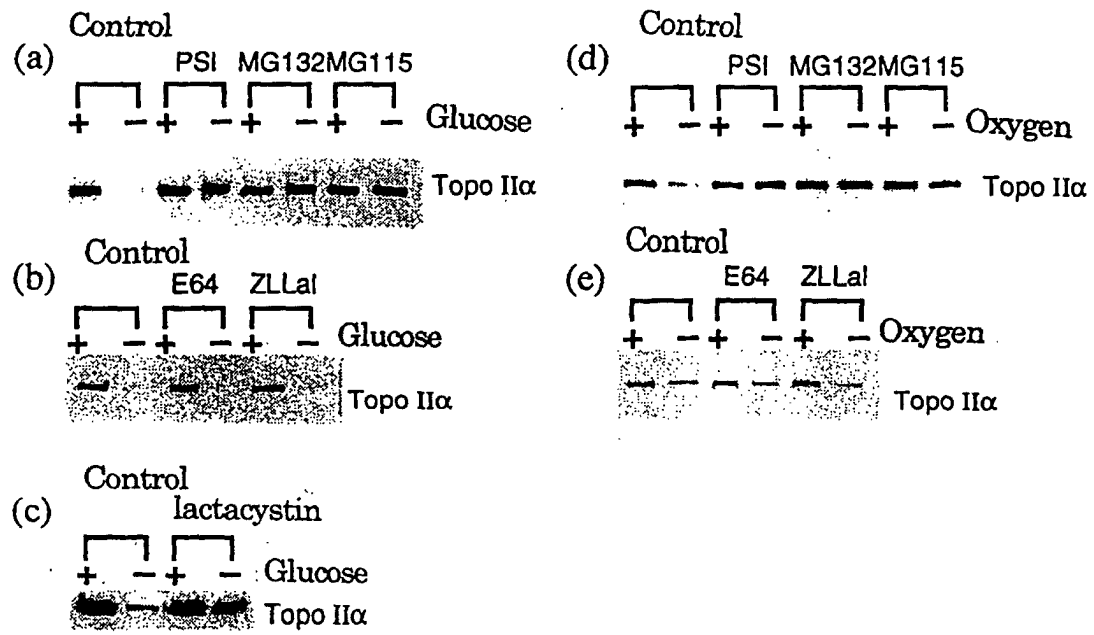 Control
(a)
PSI MG132MG115
+ − + − + − + − Glucose
Topo IIα
Control
(b)
E64 ZLLal
+ − + − + − Glucose
Topo IIα
Control
(c)
lactacystin
+ − + − Glucose
Topo IIα
Control
(d)
PSI MG132MG115
+ − + − + − + − Oxygen
Topo IIα
Control
(e)
E64 ZLLal
+ − + − + − Oxygen
Topo IIα